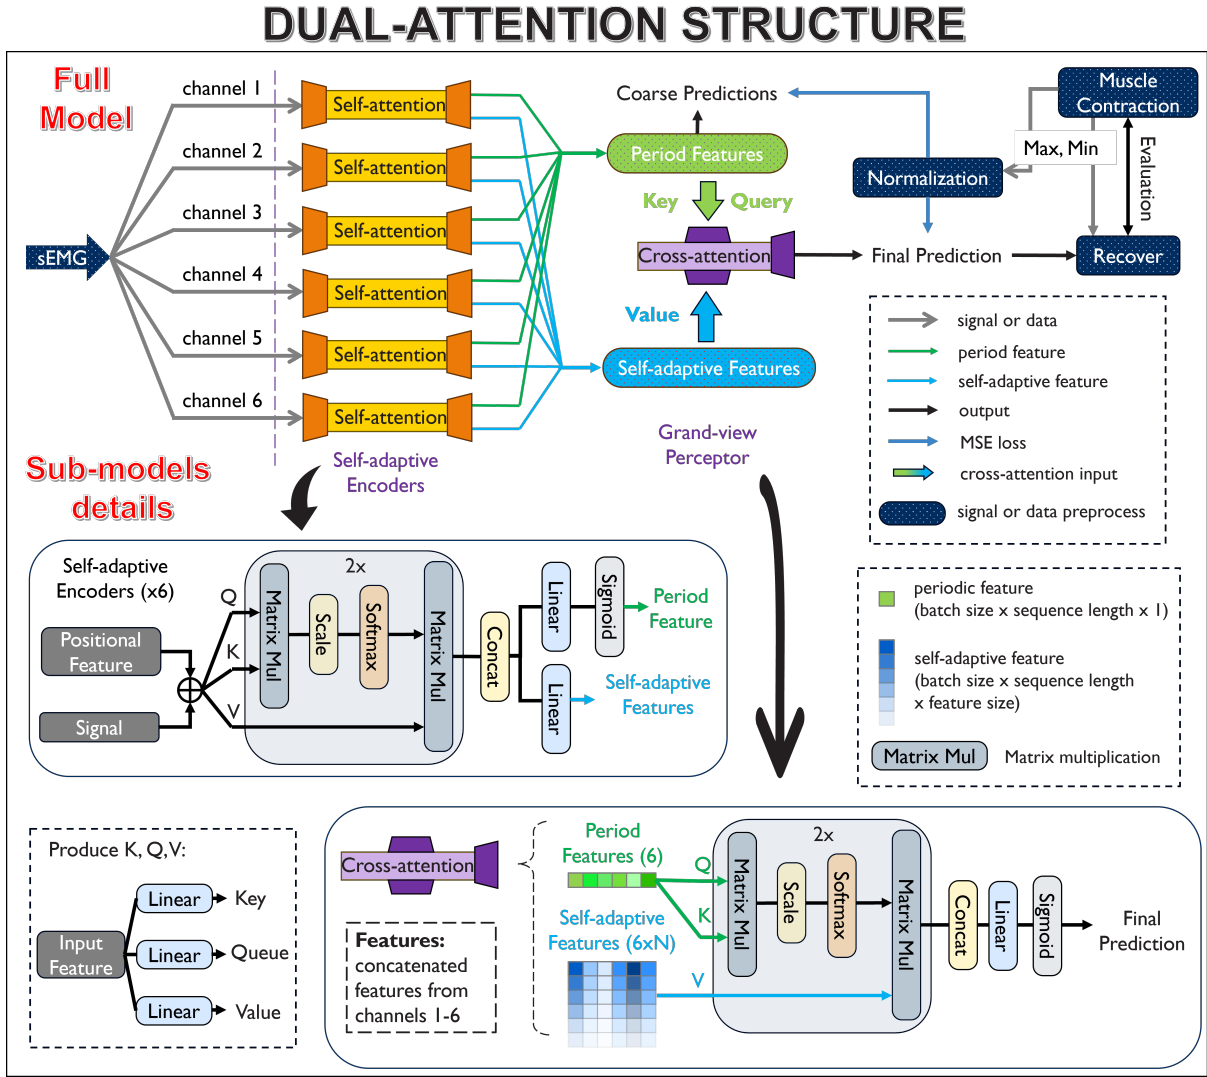 DUAL-ATTENTION STRUCTURE
Full
Model
channel 1
channel 2
channel 3
channel 4
channel 5
channel 6
sEMG
Self-attention
Self-attention
Self-attention
Self-attention
Self-attention
Self-attention
Self-adaptive
Encoders
Coarse Predictions
Period Features
Key
Query
Cross-attention
Value
Self-adaptive Features
Grand-view
Perceptor
Muscle
Contraction
Max, Min
Normalization
Evaluation
Final Prediction
Recover
signal or data
period feature
self-adaptive feature
output
MSE loss
cross-attention input
signal or data preprocess
Sub-models
details
Self-adaptive
Encoders (x6)
Positional
Feature
Signal
Q
K
V
2x
Matrix Mul
Scale
Softmax
Matrix Mul
Concat
Linear
Sigmoid
Period
Feature
Linear
Self-adaptive
Features
periodic feature
(batch size x sequence length x 1)
self-adaptive feature
(batch size x sequence length
x feature size)
Matrix Mul
Matrix multiplication
Produce K, Q,V:
Input
Feature
Linear
Key
Linear
Queue
Linear
Value
Cross-attention
Features:
concatenated
features from
channels 1-6
Period
Features (6)
Self-adaptive
Features (6xN)
Q
K
V
2x
Matrix Mul
Scale
Softmax
Matrix Mul
Concat
Linear
Sigmoid
Final
Prediction